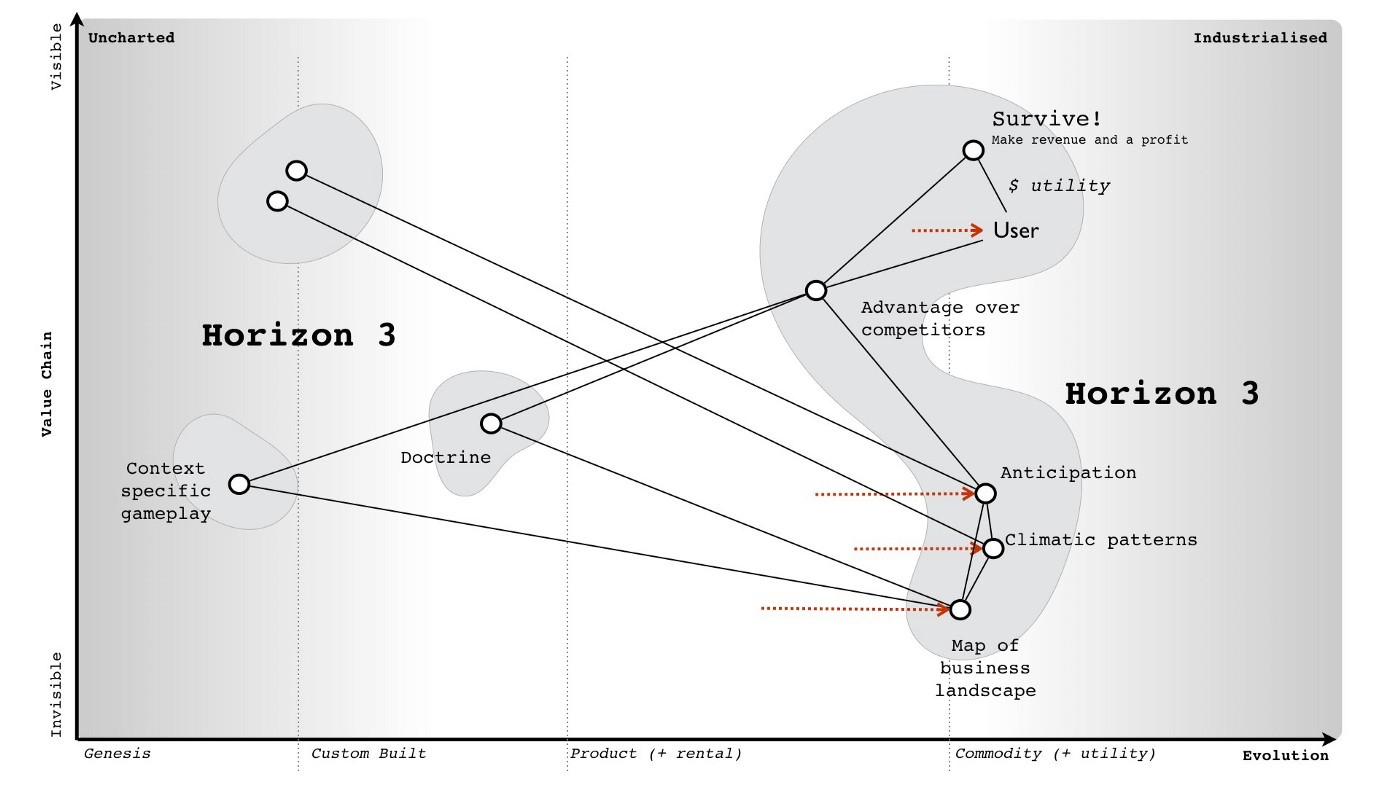 Visible
Uncharted
Industrialised
Survive!
Make revenue and a profit
$ utility
User
Advantage over
competitors
Horizon 3
Horizon 3
Value Chain
Doctrine
Context
specific
gameplay
Anticipation
Climatic patterns
Map of
business
landscape
Invisible
Genesis
Custom Built
Product (+ rental)
Commodity (+ utility)
Evolution